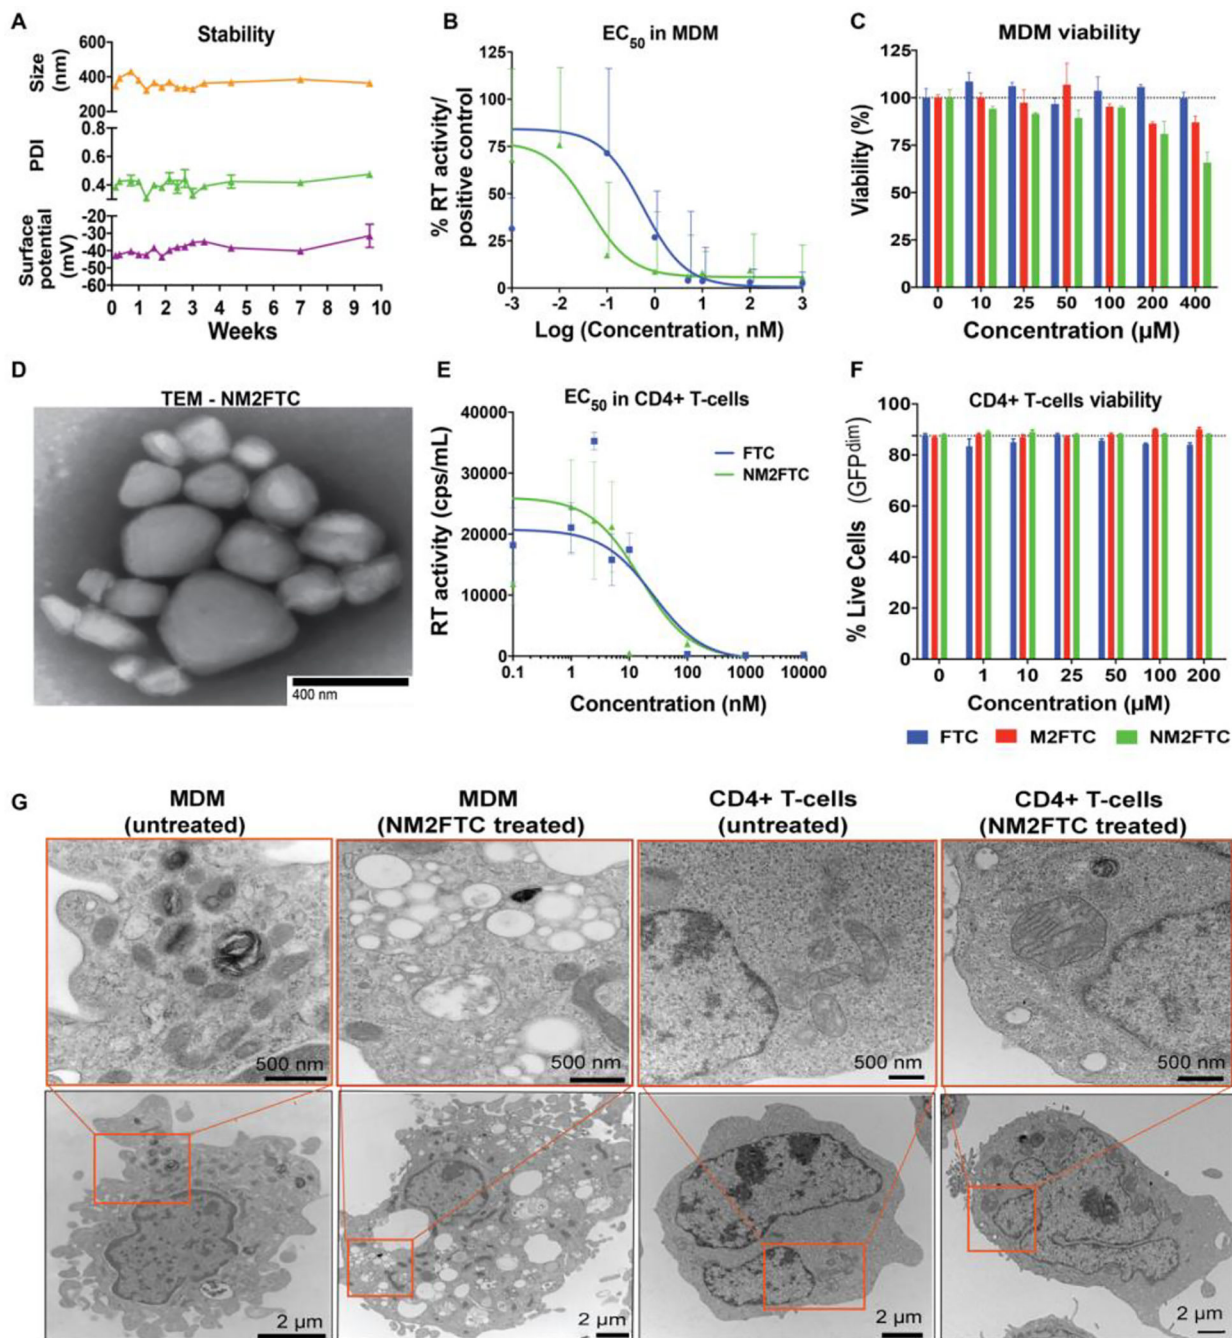 A
Stability
Size
(nm)
600
400
200
PDI
0.8
0.6
0.4
Surface
potential
(mV)
-20
-30
-40
-50
-60
0 1 2 3 4 5 6 7 8 9 10
Weeks
B
EC50 in MDM
% RT activity/
positive control
125
100
75
50
25
0
-3 -2 -1 0 1 2 3
Log (Concentration, nM)
C
MDM viability
Viability (%)
125
100
75
50
25
0
0 10 25 50 100 200 400
Concentration (µM)
D
TEM - NM2FTC
400 nm
E
EC50 in CD4+ T-cells
RT activity (cps/mL)
40000
30000
20000
10000
0
FTC
NM2FTC
0.1 1 10 100 1000 10000
Concentration (nM)
F
CD4+ T-cells viability
% Live Cells (GFPdim)
100
80
60
40
20
0
0 1 10 25 50 100 200
Concentration (µM)
FTC M2FTC NM2FTC
G
MDM
(untreated)
MDM
(NM2FTC treated)
CD4+ T-cells
(untreated)
CD4+ T-cells
(NM2FTC treated)
500 nm
500 nm
500 nm
500 nm
2 µm
2 µm
2 µm
2 µm